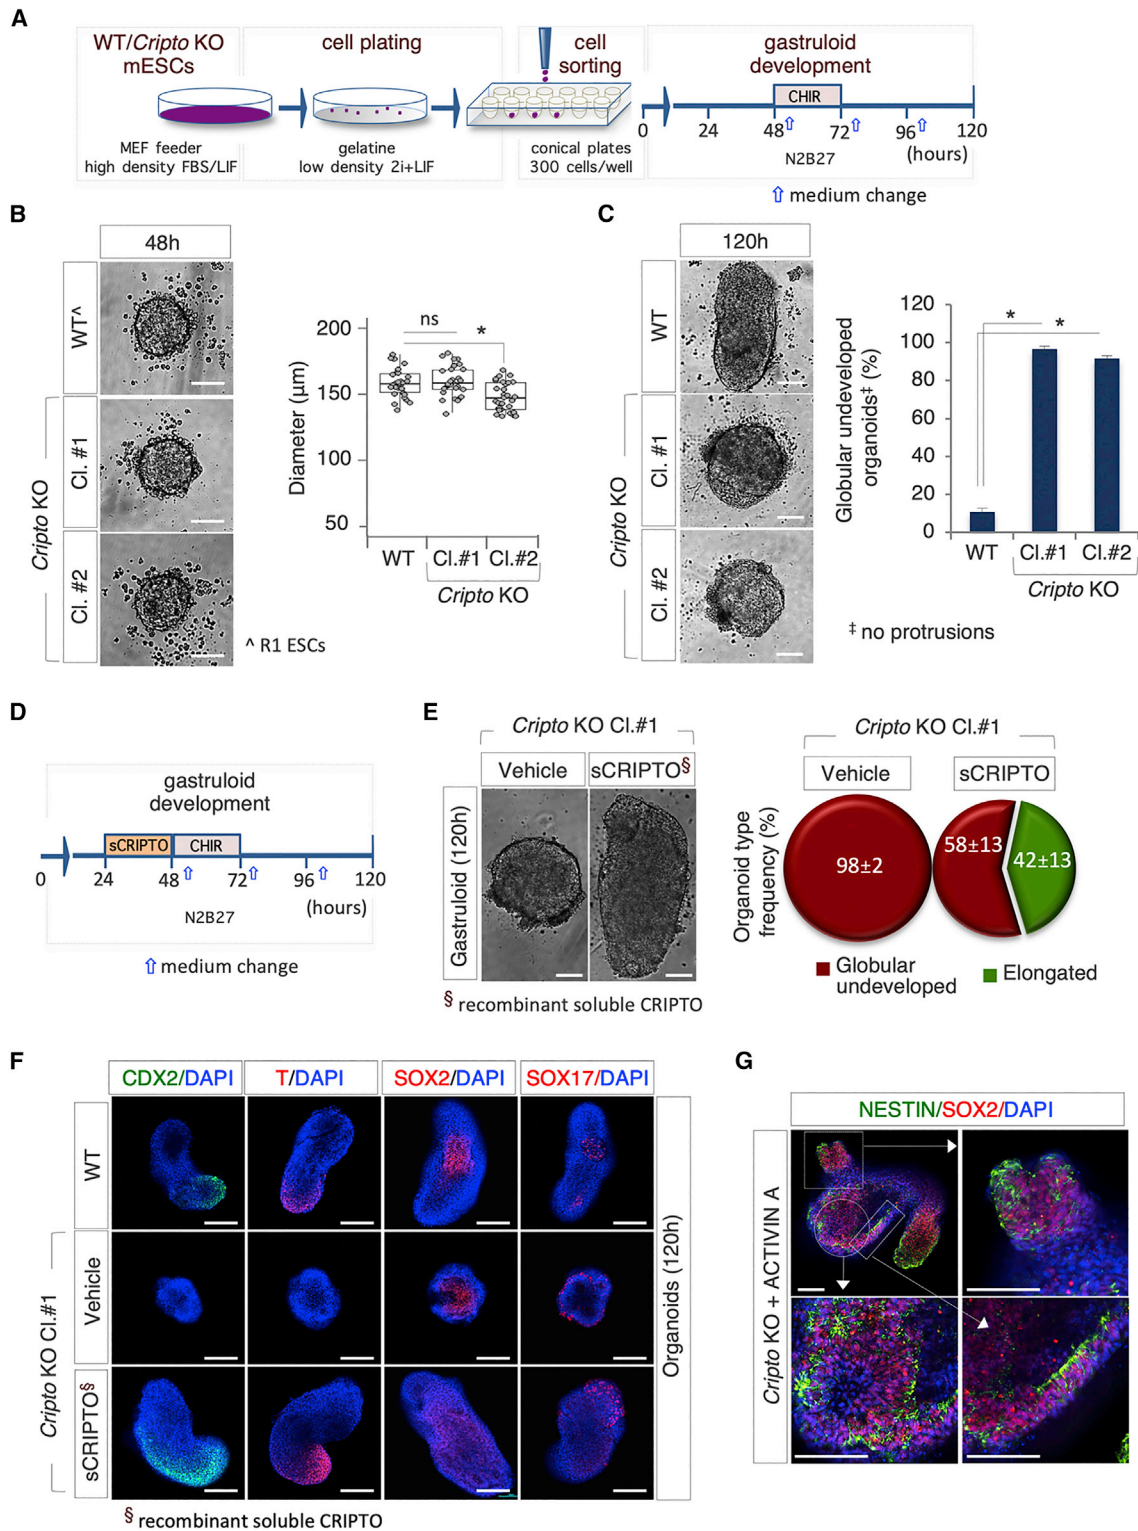 A
WT/Cripto KO
mESCs
cell plating
cell
sorting
gastruloid
development
CHIR
0 24 48 72 96 120
(hours)
N2B27
MEF feeder
high density FBS/LIF
gelatine
low density 2i+LIF
conical plates
300 cells/well
⇧ medium change
B
48h
WT^
Cl. #1
Cl. #2
Cripto KO
^ R1 ESCs
Diameter (µm)
200
150
100
50
ns
*
WT Cl.#1 Cl.#2
Cripto KO
C
120h
WT
Cl. #1
Cl. #2
Cripto KO
Globular undeveloped
organoids‡ (%)
120
100
80
60
40
20
0
* *
WT Cl.#1 Cl.#2
Cripto KO
‡ no protrusions
D
gastruloid
development
sCRIPTO CHIR
0 24 48 72 96 120
(hours)
N2B27
⇧ medium change
E
Cripto KO Cl.#1
Vehicle sCRIPTO§
Gastruloid (120h)
§ recombinant soluble CRIPTO
Cripto KO Cl.#1
Vehicle sCRIPTO
Organoid type
frequency (%)
98±2
58±13
42±13
Globular
undeveloped
Elongated
F
CDX2/DAPI T/DAPI SOX2/DAPI SOX17/DAPI
WT
Vehicle
sCRIPTO§
Cripto KO Cl.#1
Organoids (120h)
§ recombinant soluble CRIPTO
G
NESTIN/SOX2/DAPI
Cripto KO + ACTIVIN A